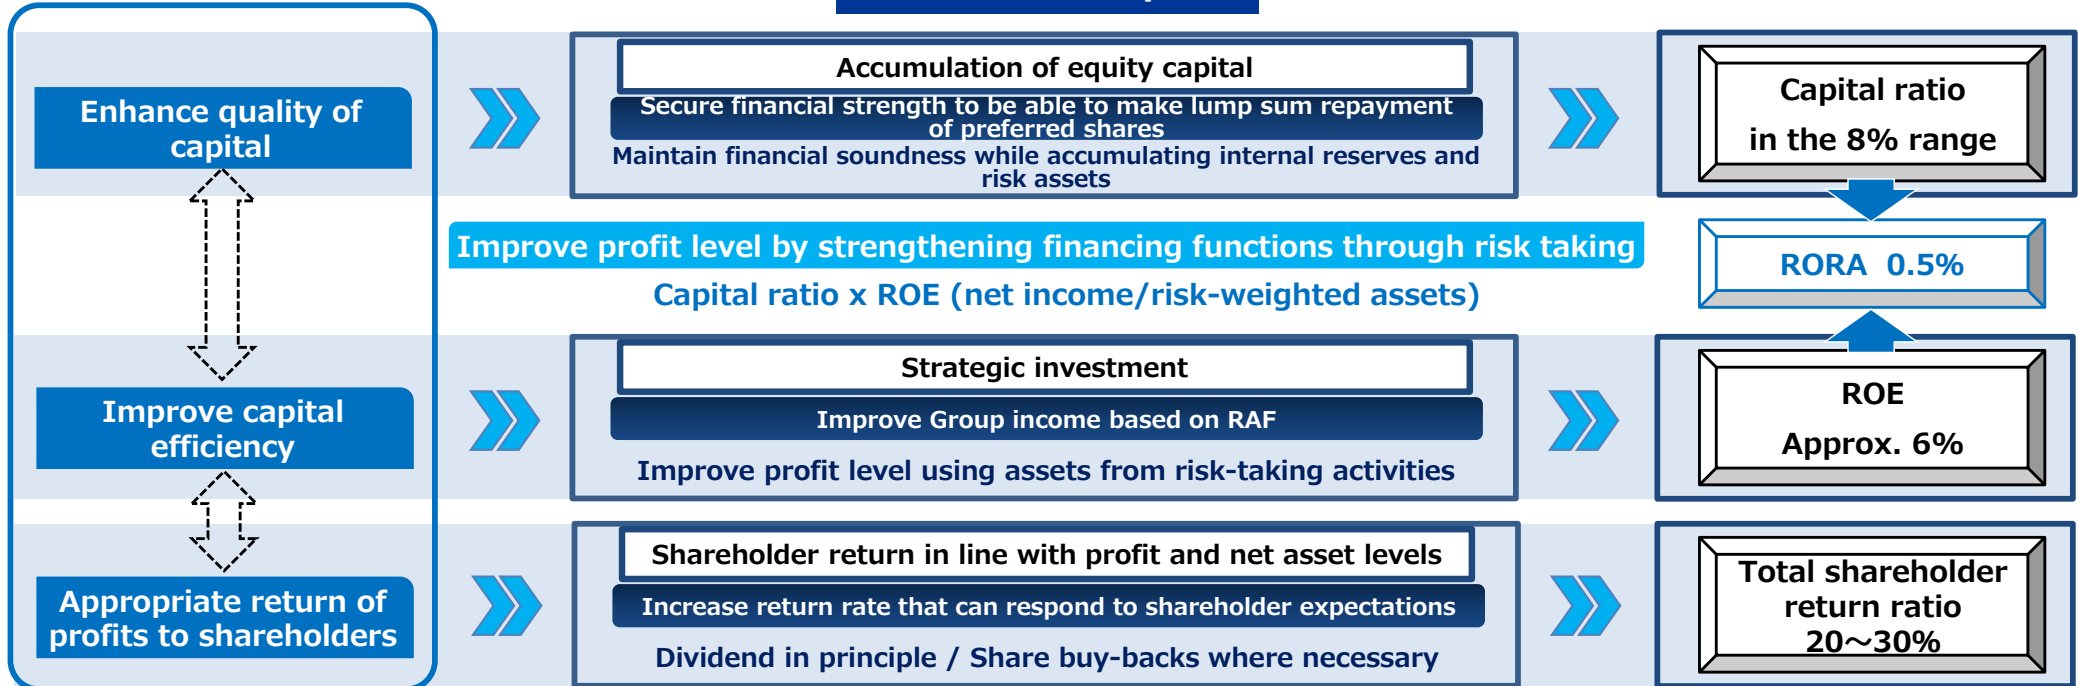 Enhance quality of
capital
Accumulation of equity capital
Secure financial strength to be able to make lump sum repayment
of preferred shares
Maintain financial soundness while accumulating internal reserves and
risk assets
Capital ratio
in the 8% range
Improve profit level by strengthening financing functions through risk taking
Capital ratio x ROE (net income/risk-weighted assets)
RORA 0.5%
Improve capital
efficiency
Strategic investment
Improve Group income based on RAF
Improve profit level using assets from risk-taking activities
ROE
Approx. 6%
Appropriate return of
profits to shareholders
Shareholder return in line with profit and net asset levels
Increase return rate that can respond to shareholder expectations
Dividend in principle / Share buy-backs where necessary
Total shareholder
return ratio
20～30%